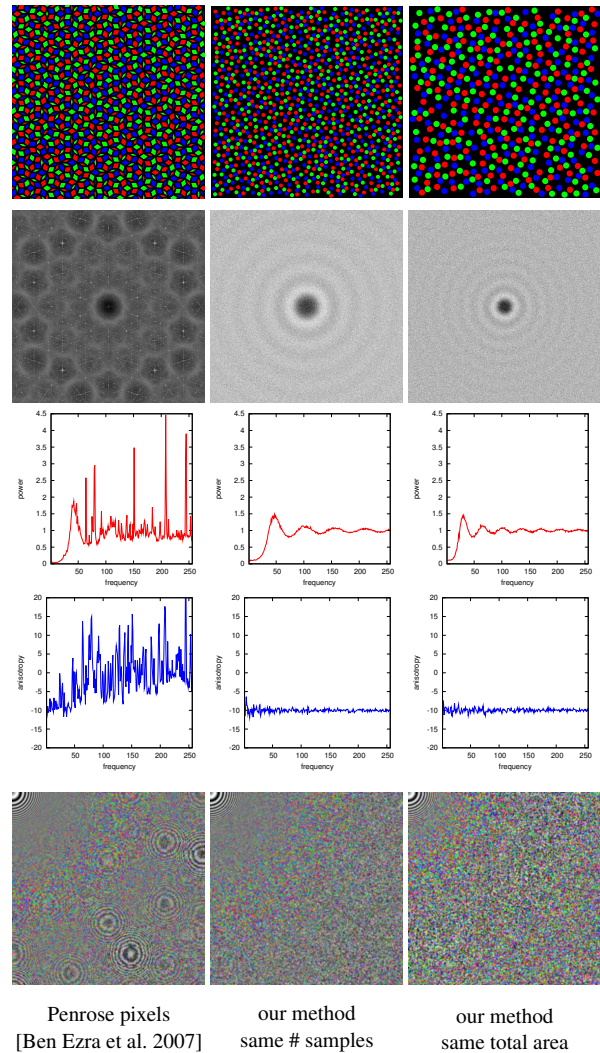 4.5
4
3.5
3
2.5
2
1.5
1
0.5
0
power
50 100 150 200 250
frequency
4.5
4
3.5
3
2.5
2
1.5
1
0.5
0
power
50 100 150 200 250
frequency
4.5
4
3.5
3
2.5
2
1.5
1
0.5
0
power
50 100 150 200 250
frequency
20
15
10
5
0
-5
-10
-15
-20
anisotropy
50 100 150 200 250
frequency
20
15
10
5
0
-5
-10
-15
-20
anisotropy
50 100 150 200 250
frequency
20
15
10
5
0
-5
-10
-15
-20
anisotropy
50 100 150 200 250
frequency
Penrose pixels
[Ben Ezra et al. 2007]
our method
same # samples
our method
same total area